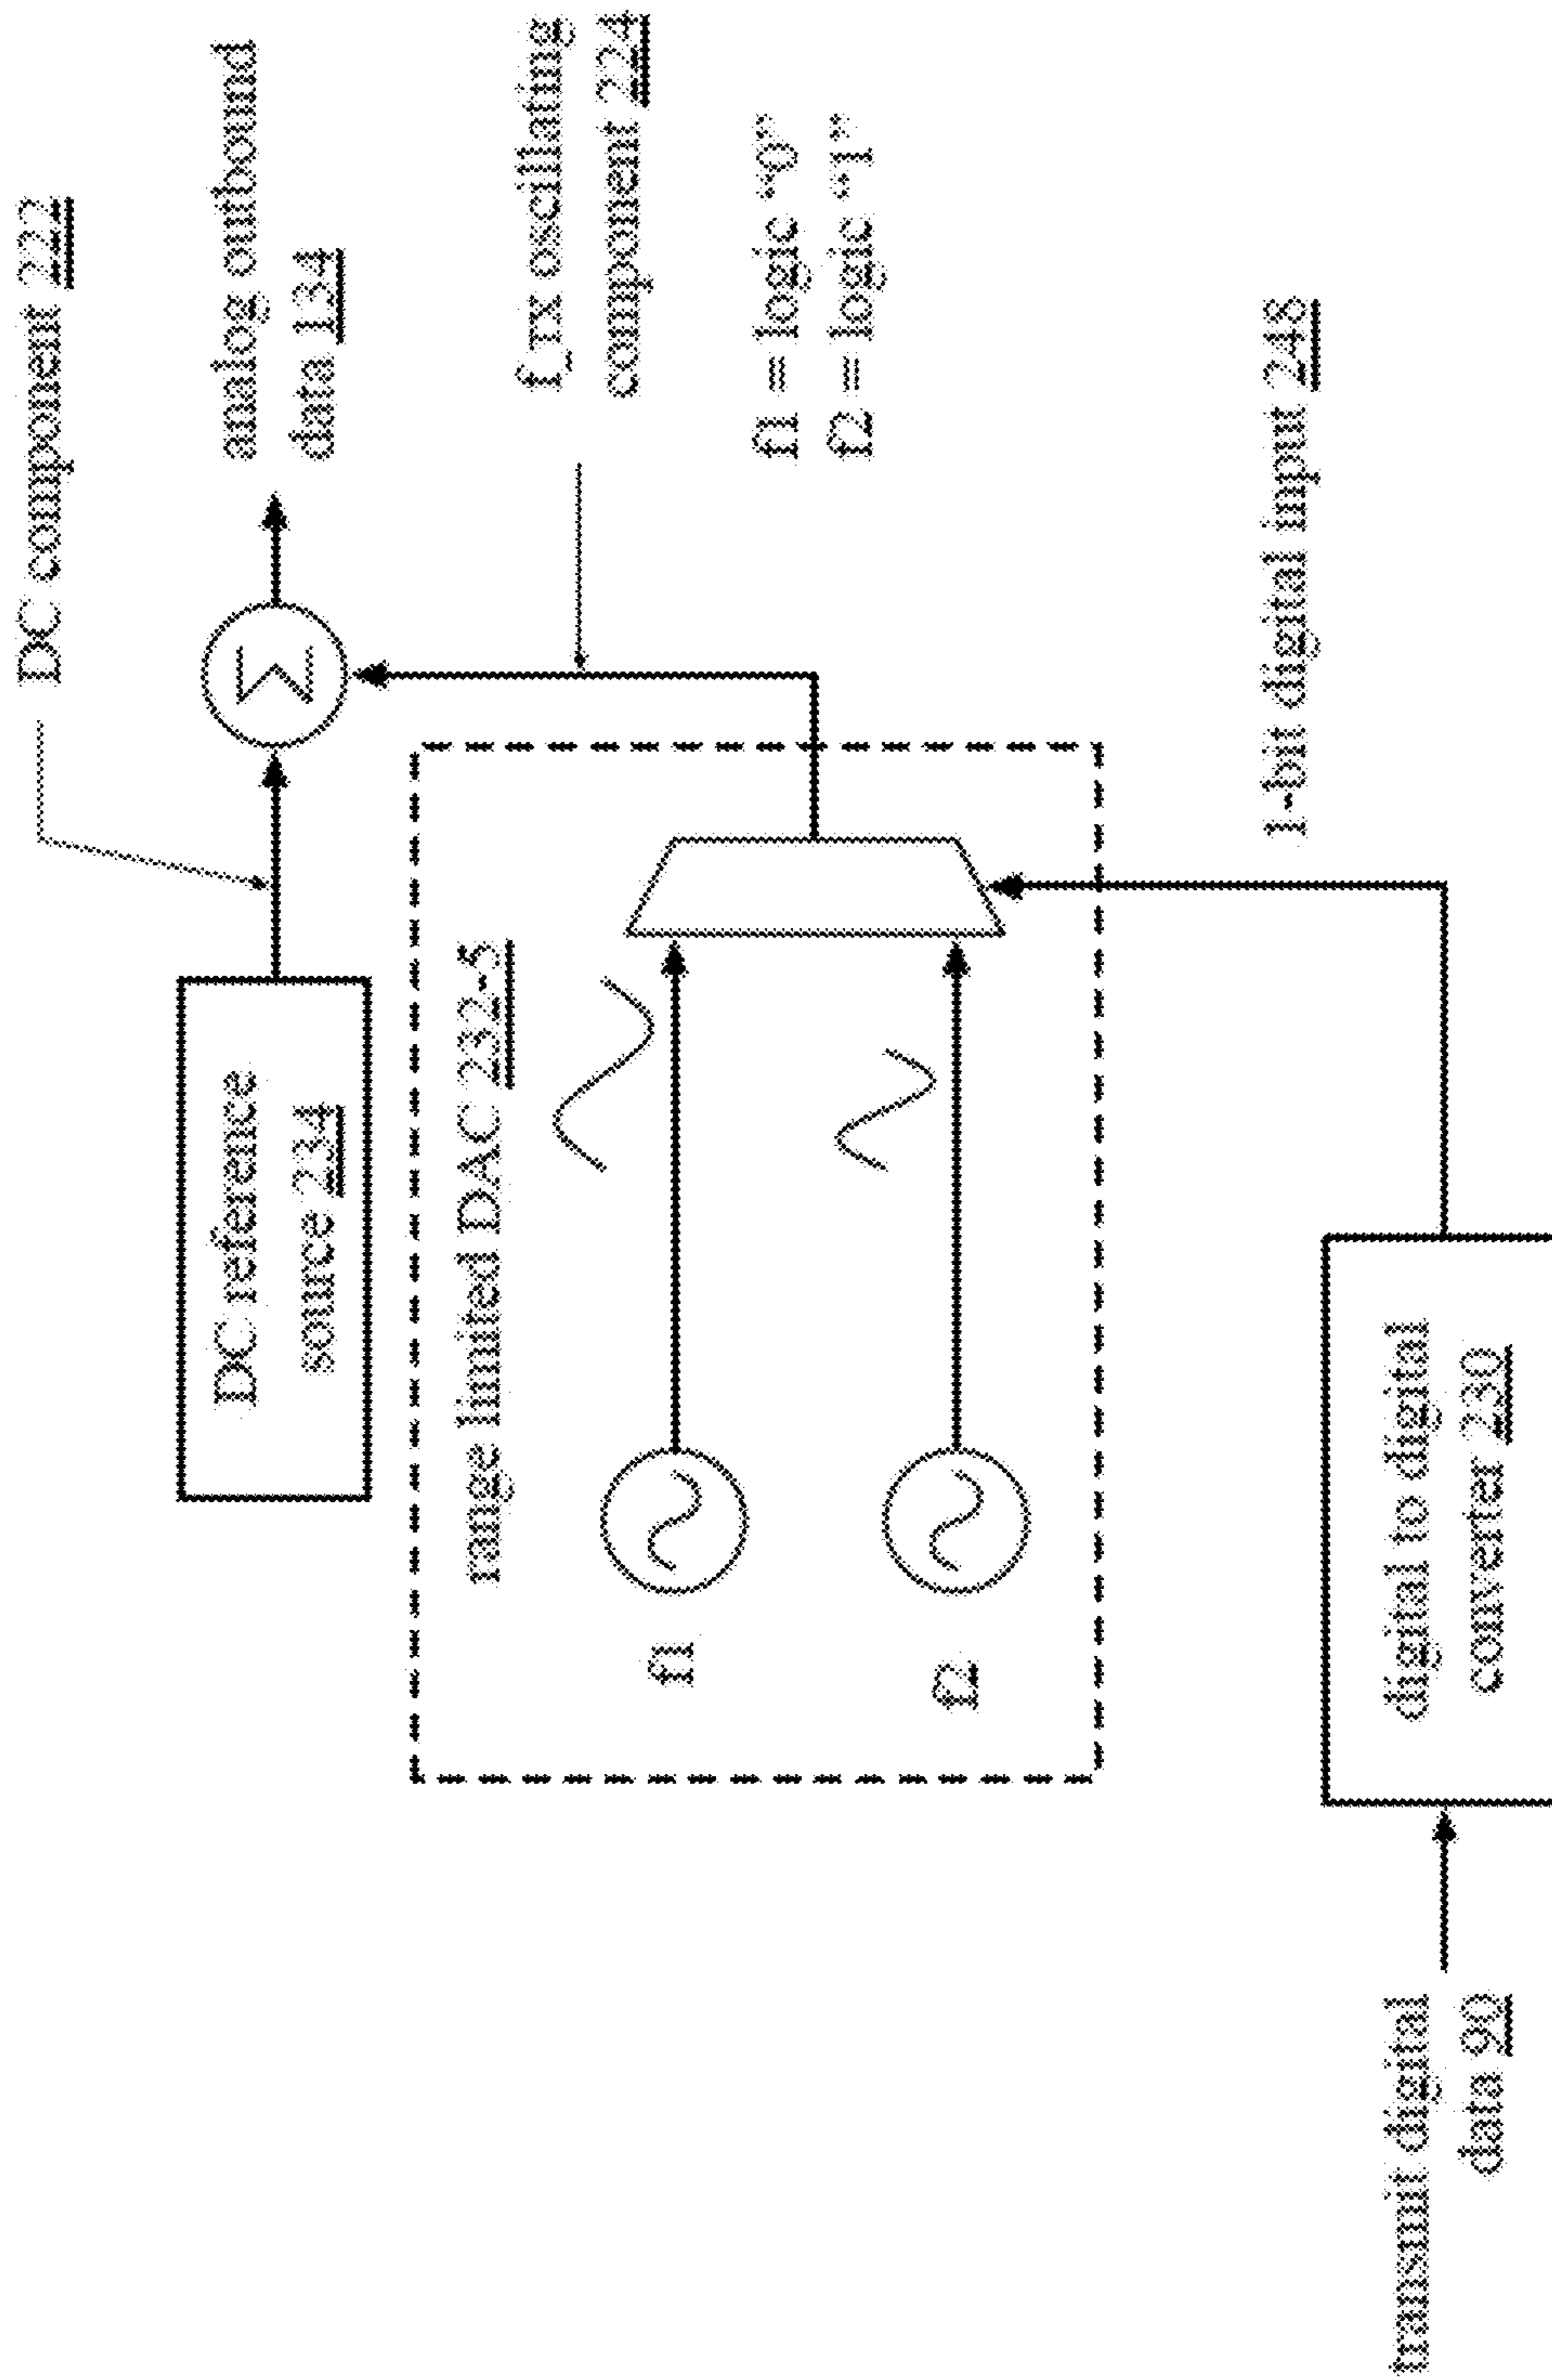 DC component 222
DC reference
source 234
analog outbound
data 134
range limited DAC 232-5
f1
f2
f_rx oscillating
component 224
f1 = logic “0”
f2 = logic “1”
1-bit digital input 248
transmit digital
data 90
digital to digital
converter 230
Σ